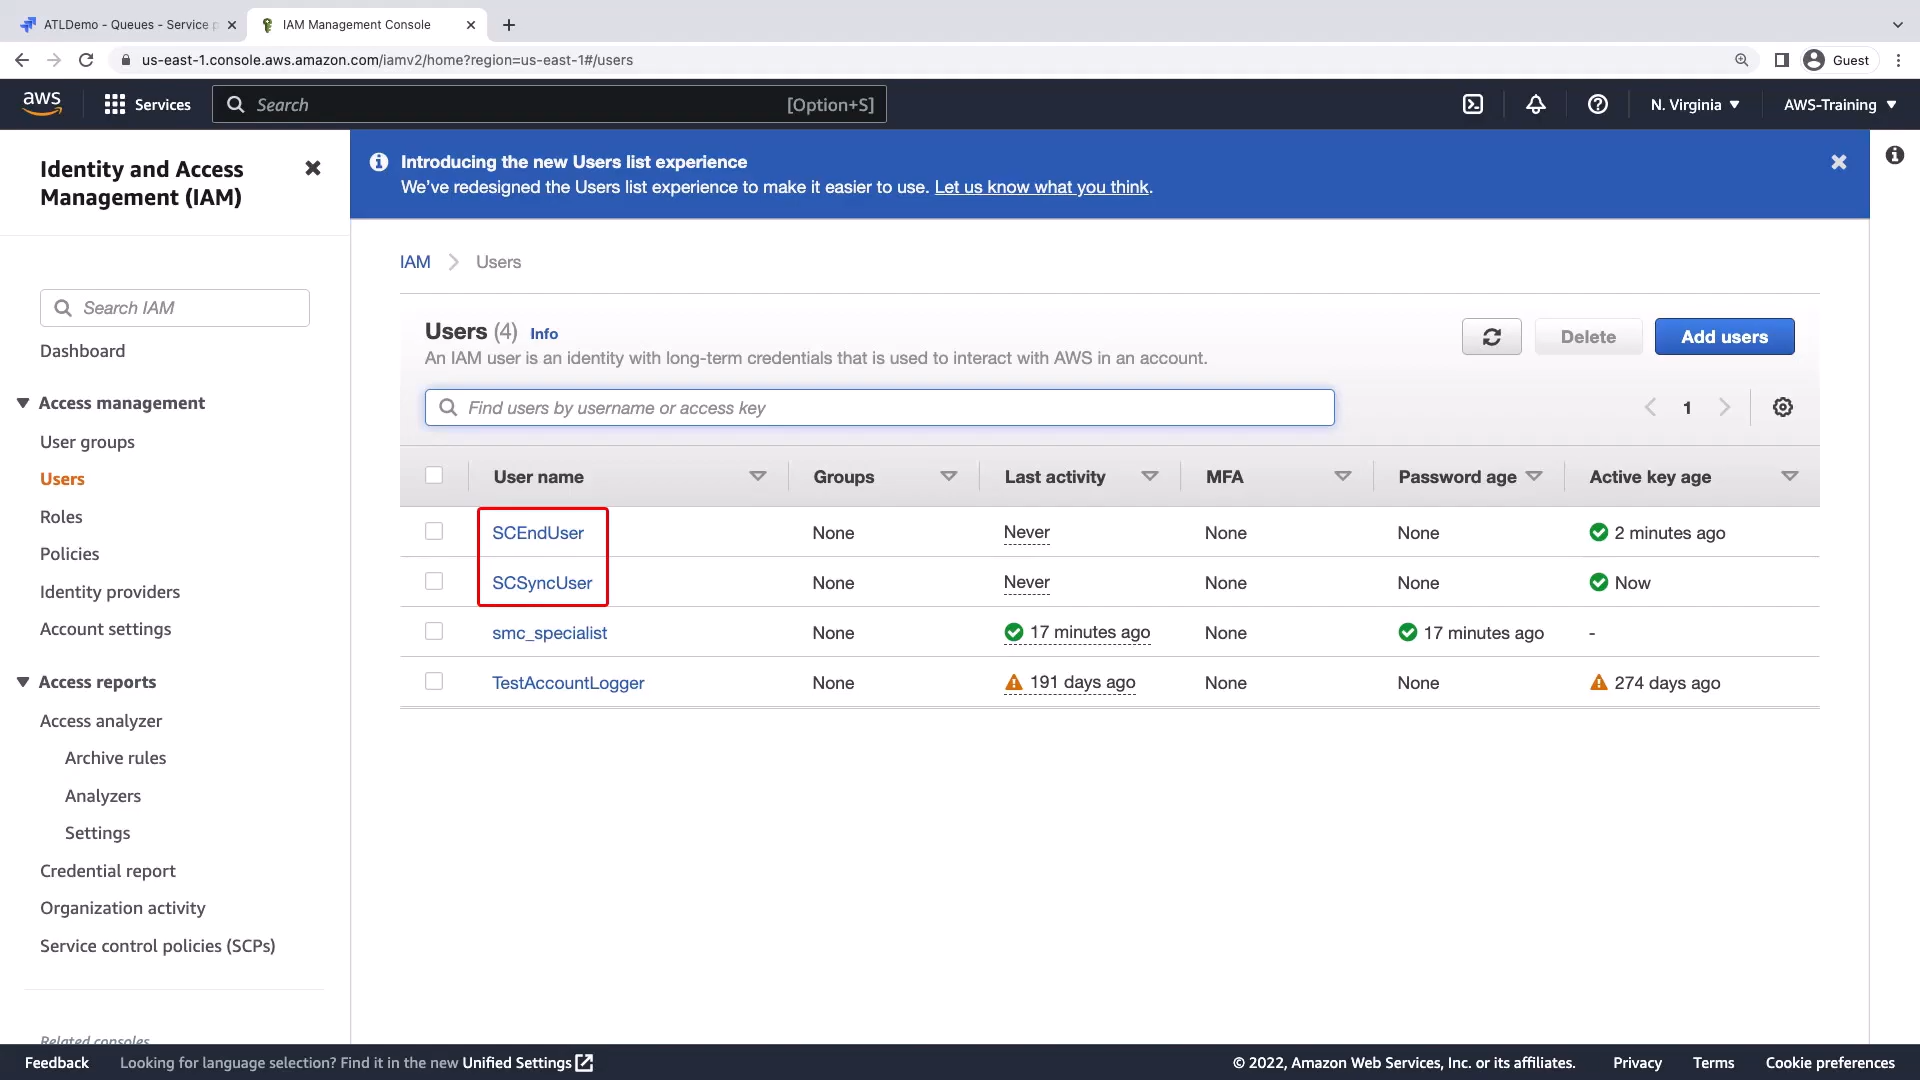 ATLDemo - Queues - Service
IAM Management Console
us-east-1.console.aws.amazon.com/iamv2/home?region=us-east-1#/users
Guest
aws
Services
Search
[Option+S]
N. Virginia
AWS-Training
Identity and Access
Management (IAM)
Search IAM
Dashboard
Access management
User groups
Users
Roles
Policies
Identity providers
Account settings
Access reports
Access analyzer
Archive rules
Analyzers
Settings
Credential report
Organization activity
Service control policies (SCPs)
Related consoles
Introducing the new Users list experience
We've redesigned the Users list experience to make it easier to use. Let us know what you think.
IAM > Users
Users (4) Info
An IAM user is an identity with long-term credentials that is used to interact with AWS in an account.
Delete
Add users
Find users by username or access key
1
User name Groups Last activity MFA Password age Active key age
SCEndUser None Never None None 2 minutes ago
SCSyncUser None Never None None Now
smc_specialist None 17 minutes ago None 17 minutes ago -
TestAccountLogger None 191 days ago None None 274 days ago
Feedback
Looking for language selection? Find it in the new Unified Settings
© 2022, Amazon Web Services, Inc. or its affiliates.
Privacy
Terms
Cookie preferences